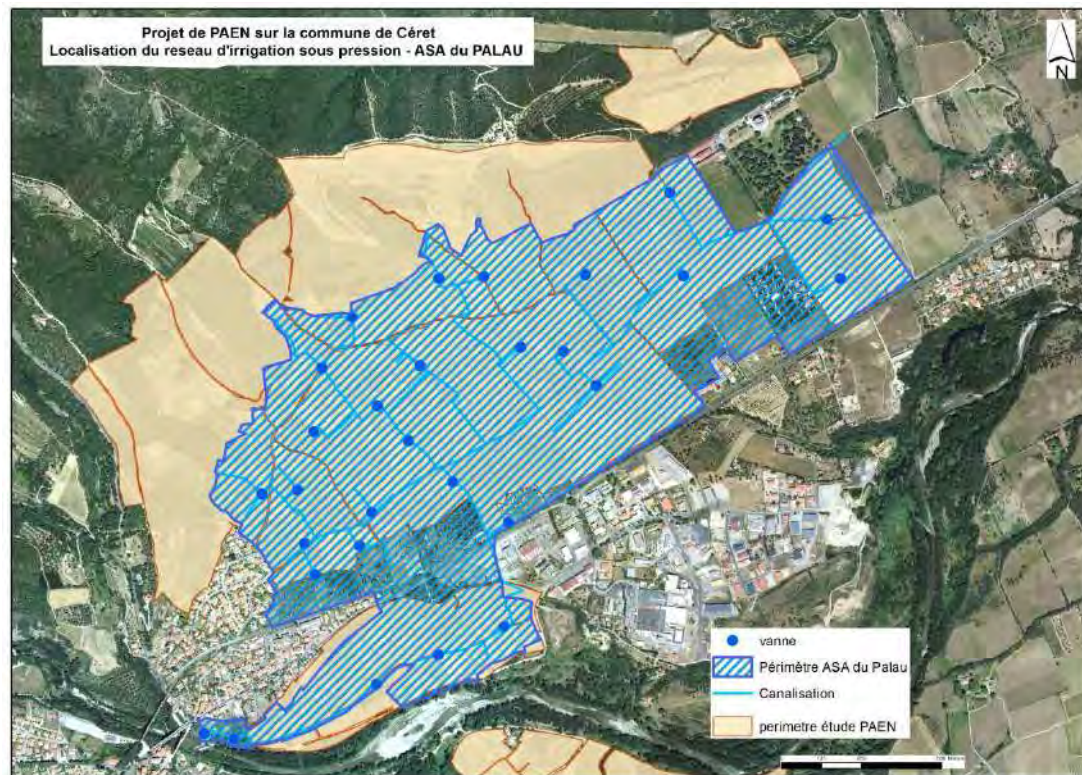 Projet de PAEN sur la commune de Céret
Localisation du reseau d'irrigation sous pression - ASA du PALAU
N
vanne
Périmètre ASA du Palau
Canalisation
perimetre étude PAEN